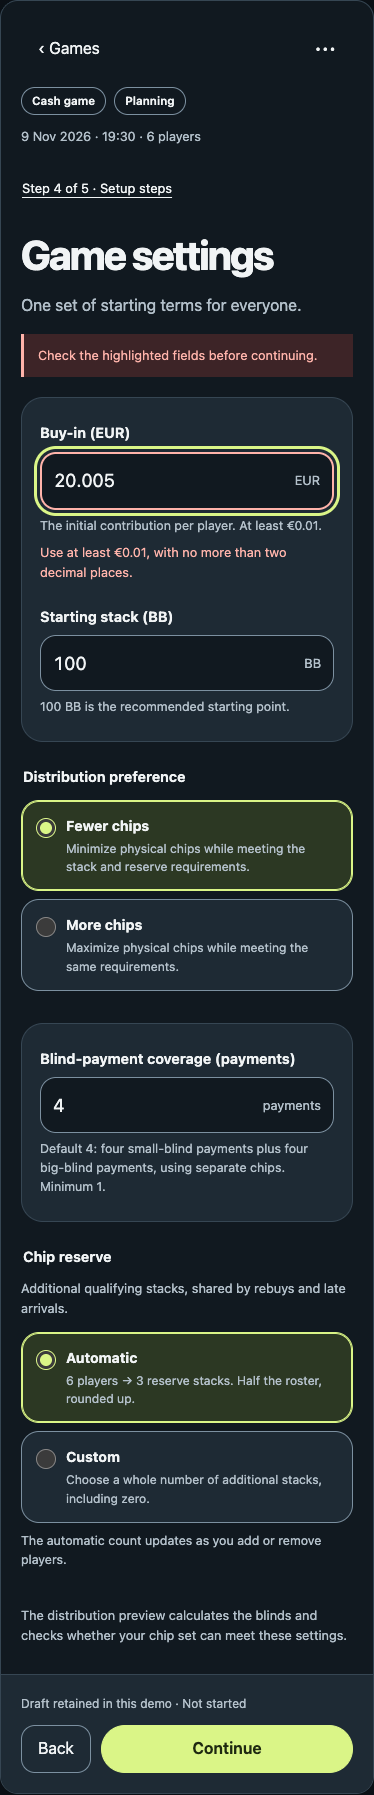 ‹ Games
•••
Cash game
Planning
9 Nov 2026 · 19:30 · 6 players
Step 4 of 5 · Setup steps
Game settings
One set of starting terms for everyone.
Check the highlighted fields before continuing.
Buy-in (EUR)
20.005
EUR
The initial contribution per player. At least €0.01.
Use at least €0.01, with no more than two
decimal places.
Starting stack (BB)
100
BB
100 BB is the recommended starting point.
Distribution preference
Fewer chips
Minimize physical chips while meeting the
stack and reserve requirements.
More chips
Maximize physical chips while meeting the
same requirements.
Blind-payment coverage (payments)
4
payments
Default 4: four small-blind payments plus four
big-blind payments, using separate chips.
Minimum 1.
Chip reserve
Additional qualifying stacks, shared by rebuys and late
arrivals.
Automatic
6 players → 3 reserve stacks. Half the roster,
rounded up.
Custom
Choose a whole number of additional stacks,
including zero.
The automatic count updates as you add or remove
players.
The distribution preview calculates the blinds and
checks whether your chip set can meet these settings.
Draft retained in this demo · Not started
Back
Continue